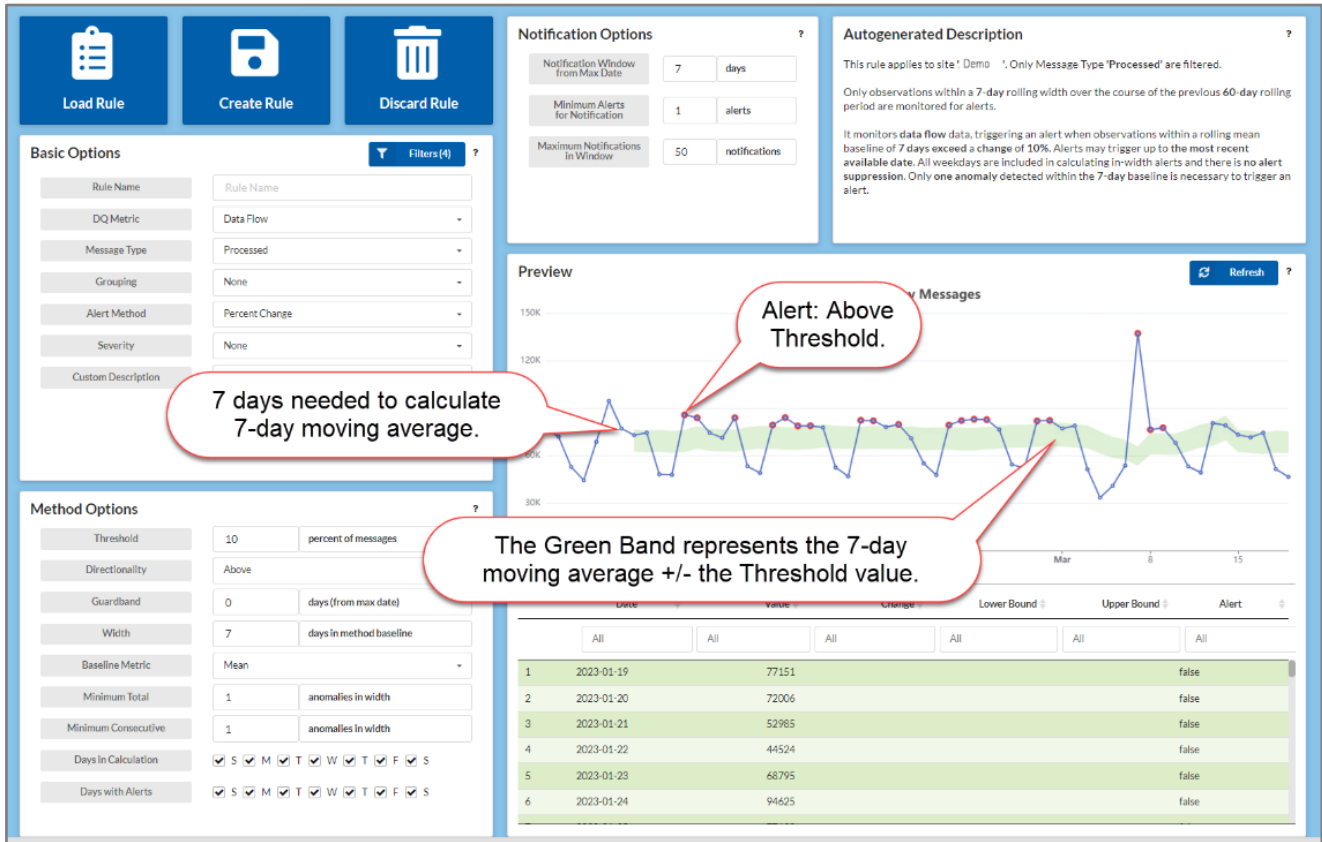 Load Rule
Create Rule
Discard Rule
Basic Options
Filters (4)
?
Rule Name
Rule Name
DQ Metric
Data Flow
Message Type
Processed
Grouping
None
Alert Method
Percent Change
Severity
None
Custom Description
Method Options
?
Threshold
10
percent of messages
Directionality
Above
Guardband
0
days (from max date)
Width
7
days in method baseline
Baseline Metric
Mean
Minimum Total
1
anomalies in width
Minimum Consecutive
1
anomalies in width
Days in Calculation
S M T W T F S
Days with Alerts
S M T W T F S
Notification Options
?
Notification Window
from Max Date
7
days
Minimum Alerts
for Notification
1
alerts
Maximum Notifications
in Window
50
notifications
Autogenerated Description
?
This rule applies to site ' Demo '. Only Message Type 'Processed' are filtered.
Only observations within a 7-day rolling width over the course of the previous 60-day rolling
period are monitored for alerts.
It monitors data flow data, triggering an alert when observations within a rolling mean
baseline of 7 days exceed a change of 10%. Alerts may trigger up to the most recent
available date. All weekdays are included in calculating in-width alerts and there is no alert
suppression. Only one anomaly detected within the 7-day baseline is necessary to trigger an
alert.
Preview
Refresh
?
Messages
150K
120K
30K
Mar
8
15
Alert: Above
Threshold.
7 days needed to calculate
7-day moving average.
The Green Band represents the 7-day
moving average +/- the Threshold value.
Date
Value
Change
Lower Bound
Upper Bound
Alert
All
All
All
All
All
All
1 2023-01-19 77151 false
2 2023-01-20 72006 false
3 2023-01-21 52985 false
4 2023-01-22 44524 false
5 2023-01-23 68795 false
6 2023-01-24 94625 false